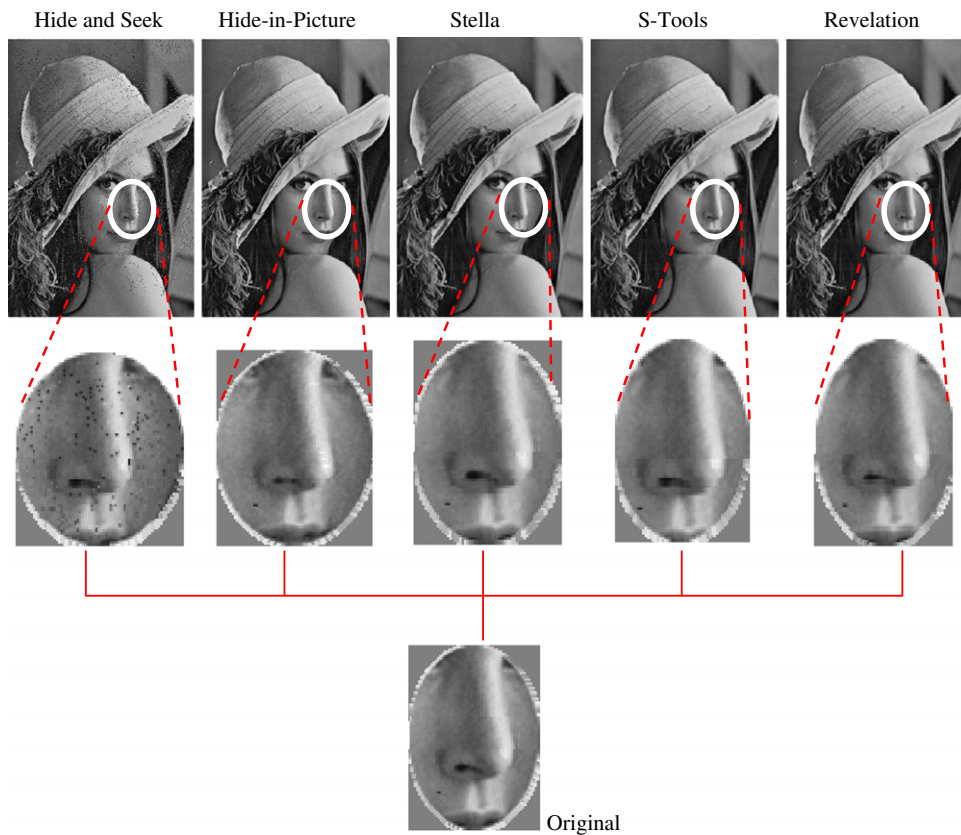 Hide and Seek
Hide-in-Picture
Stella
S-Tools
Revelation
Original